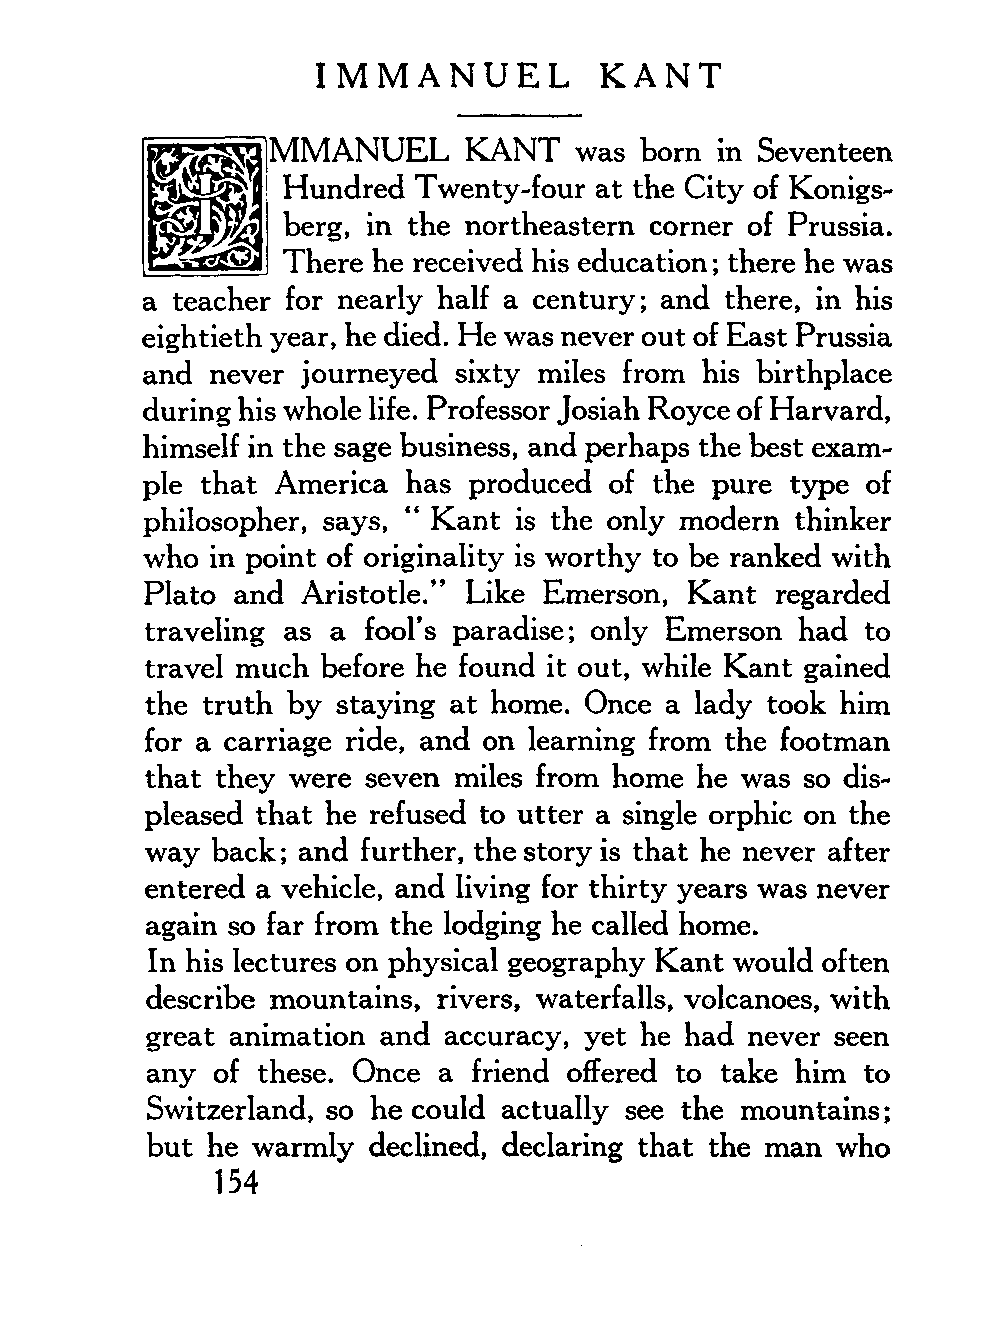 IMMANUEL KANT
IMMANUEL KANT was born in Seventeen
Hundred Twenty-four at the City of Konigs-
berg, in the northeastern corner of Prussia.
There he received his education; there he was
a teacher for nearly half a century; and there, in his
eightieth year, he died. He was never out of East Prussia
and never journeyed sixty miles from his birthplace
during his whole life. Professor Josiah Royce of Harvard,
himself in the sage business, and perhaps the best exam-
ple that America has produced of the pure type of
philosopher, says, “ Kant is the only modern thinker
who in point of originality is worthy to be ranked with
Plato and Aristotle.” Like Emerson, Kant regarded
traveling as a fool's paradise; only Emerson had to
travel much before he found it out, while Kant gained
the truth by staying at home. Once a lady took him
for a carriage ride, and on learning from the footman
that they were seven miles from home he was so dis-
pleased that he refused to utter a single orphic on the
way back; and further, the story is that he never after
entered a vehicle, and living for thirty years was never
again so far from the lodging he called home.
In his lectures on physical geography Kant would often
describe mountains, rivers, waterfalls, volcanoes, with
great animation and accuracy, yet he had never seen
any of these. Once a friend offered to take him to
Switzerland, so he could actually see the mountains;
but he warmly declined, declaring that the man who
154